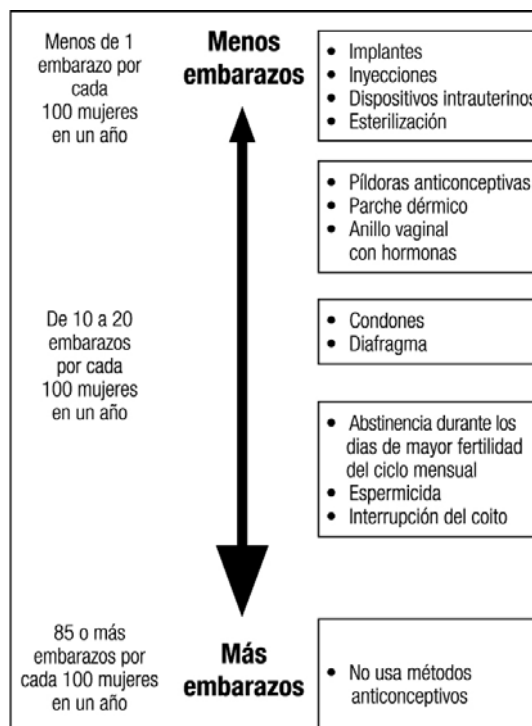 Menos de 1
embarazo por
cada
100 mujeres
en un año
Menos
embarazos
• Implantes
• Inyecciones
• Dispositivos intrauterinos
• Esterilización
• Píldoras anticonceptivas
• Parche dérmico
• Anillo vaginal
con hormonas
De 10 a 20
embarazos
por cada
100 mujeres
en un año
• Condones
• Diafragma
• Abstinencia durante los
dias de mayor fertilidad
del ciclo mensual
• Espermicida
• Interrupción del coito
85 o más
embarazos por
cada 100 mujeres
en un año
Más
embarazos
• No usa métodos
anticonceptivos